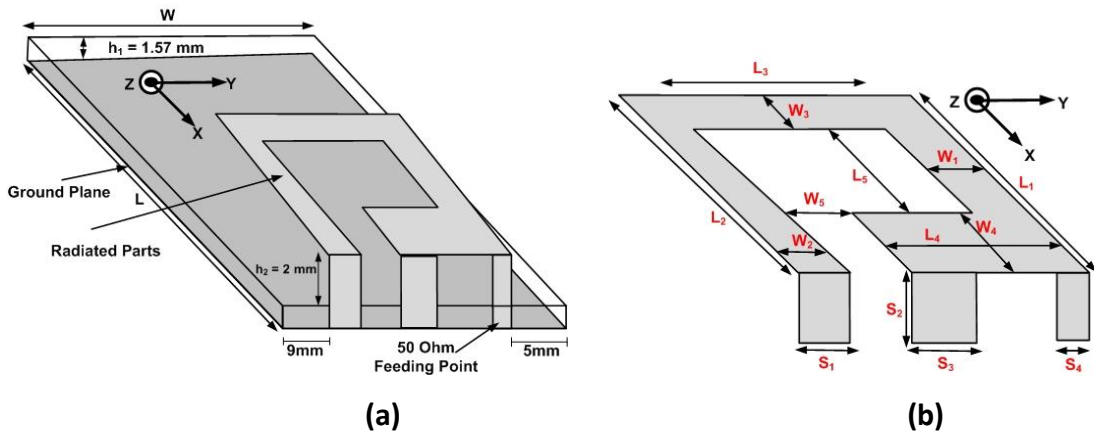 W
h₁ = 1.57 mm
Z
Y
X
Ground Plane
L
Radiated Parts
h₂ = 2 mm
9mm
50 Ohm
Feeding Point
5mm
(a)
L₃
Z
Y
X
W₃
W₁
L₁
L₅
L₂
W₅
W₄
L₄
W₂
S₂
S₁
S₃
S₄
(b)